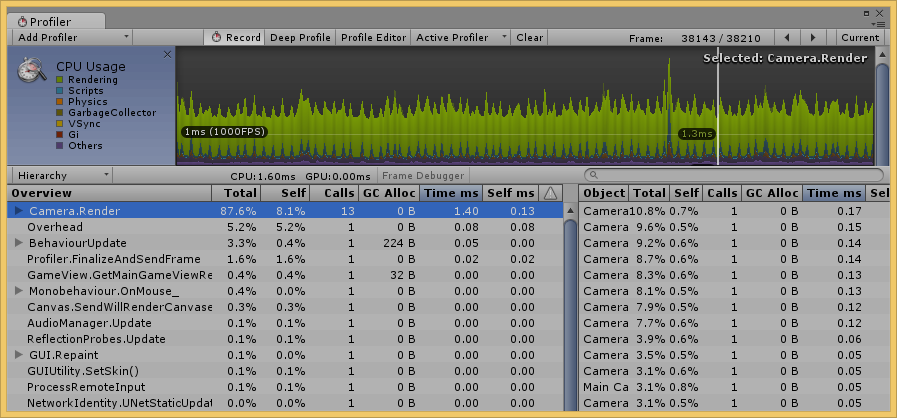 Profiler
Add Profiler Record Deep Profile Profile Editor Active Profiler Clear Frame: 38143 / 38210 Current
CPU Usage
Rendering
Scripts
Physics
GarbageCollector
VSync
Gi
Others
Selected: Camera.Render
1ms (1000FPS)
1.3ms
Hierarchy CPU:1.60ms GPU:0.00ms Frame Debugger
Overview Total Self Calls GC Alloc Time ms Self ms Object Total Self Calls GC Alloc Time ms Sel
Camera.Render 87.6% 8.1% 13 0 B 1.40 0.13 Camera 10.8% 0.7% 1 0 B 0.17
Overhead 5.2% 5.2% 1 0 B 0.08 0.08 Camera 9.6% 0.5% 1 0 B 0.15
BehaviourUpdate 3.3% 0.4% 1 224 B 0.05 0.00 Camera 9.2% 0.6% 1 0 B 0.14
Profiler.FinalizeAndSendFrame 1.6% 1.6% 1 0 B 0.02 0.02 Camera 8.7% 0.6% 1 0 B 0.14
GameView.GetMainGameViewRe 0.4% 0.4% 1 32 B 0.00 0.00 Camera 8.3% 0.6% 1 0 B 0.13
Monobehaviour.OnMouse_ 0.4% 0.0% 1 0 B 0.00 0.00 Camera 8.1% 0.5% 1 0 B 0.13
Canvas.SendWillRenderCanvase 0.3% 0.3% 1 0 B 0.00 0.00 Camera 7.9% 0.5% 1 0 B 0.12
AudioManager.Update 0.1% 0.1% 1 0 B 0.00 0.00 Camera 7.7% 0.6% 1 0 B 0.12
ReflectionProbes.Update 0.1% 0.1% 1 0 B 0.00 0.00 Camera 3.9% 0.6% 1 0 B 0.06
GUI.Repaint 0.1% 0.0% 1 0 B 0.00 0.00 Camera 3.5% 0.5% 1 0 B 0.05
GUIUtility.SetSkin() 0.1% 0.1% 1 0 B 0.00 0.00 Camera 3.1% 0.6% 1 0 B 0.05
ProcessRemoteInput 0.1% 0.1% 1 0 B 0.00 0.00 Main Ca 3.1% 0.8% 1 0 B 0.05
NetworkIdentity.UNetStaticUpdat 0.0% 0.0% 1 0 B 0.00 0.00 Camera 3.1% 0.6% 1 0 B 0.05